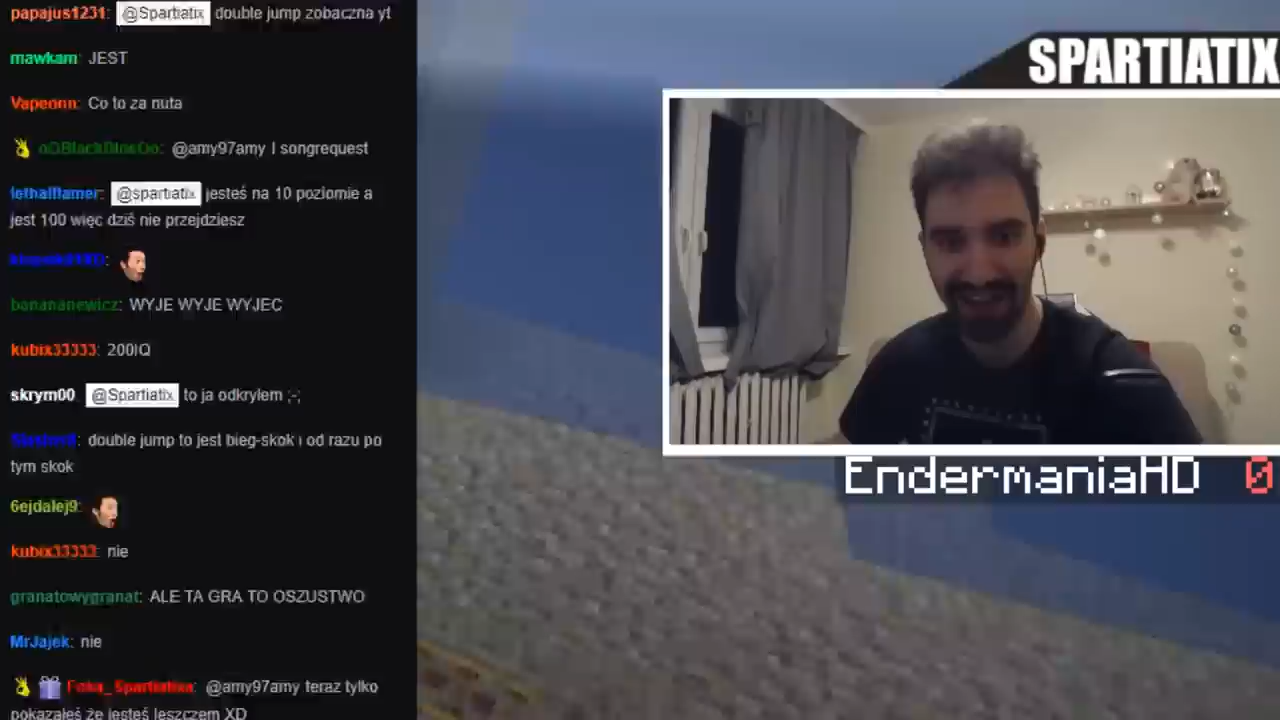 papajus1231: @Spartiatix double jump zobaczna yt
mawkam: JEST
Vapeonn: Co to za nuta
@amy97amy I songrequest
lethalflamer: @spartiatix jesteś na 10 poziomie a
jest 100 więc dziś nie przejdziesz
banananewicz: WYJE WYJE WYJEC
kubix33333: 200IQ
skrym00 @Spartiatix to ja odkrylem ;-;
double jump to jest bieg-skok i od razu po
tym skok
6ejdalej9:
kubix33333: nie
granatowygranat: ALE TA GRA TO OSZUSTWO
MrJajek: nie
Foka_Spartiatixa: @amy97amy teraz tylko
pokazałeś że jesteś leszczem XD
SPARTIATIX
EndermaniaHD 0